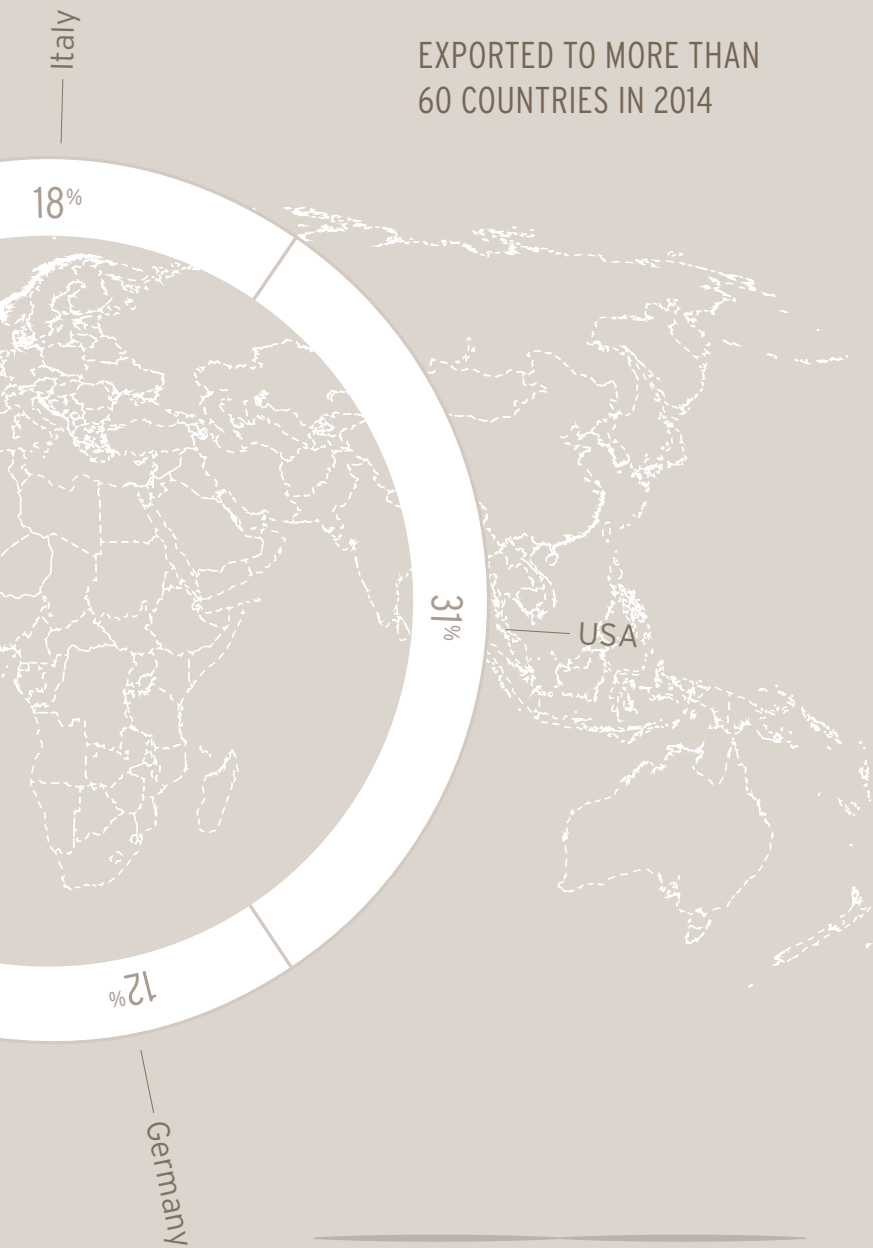 Italy
EXPORTED TO MORE THAN
60 COUNTRIES IN 2014
18%
31%
USA
12%
Germany